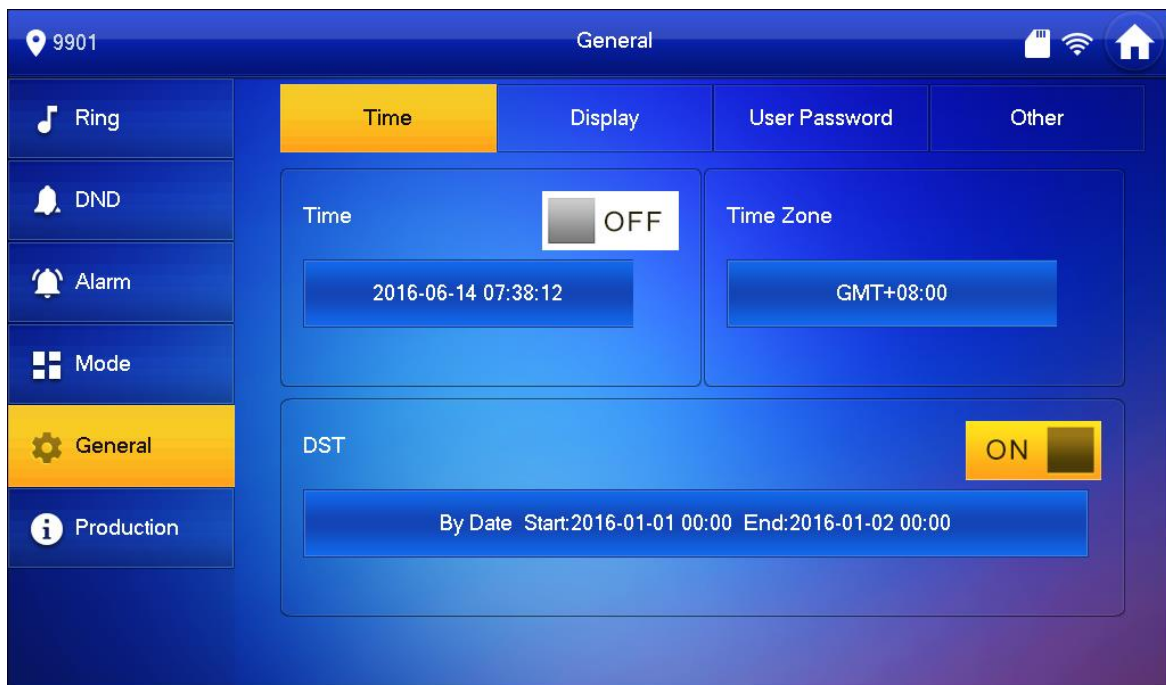 9901
General
Ring
Time
Display
User Password
Other
DND
Time
OFF
Time Zone
Alarm
2016-06-14 07:38:12
GMT+08:00
Mode
General
DST
ON
Production
By Date Start:2016-01-01 00:00 End:2016-01-02 00:00